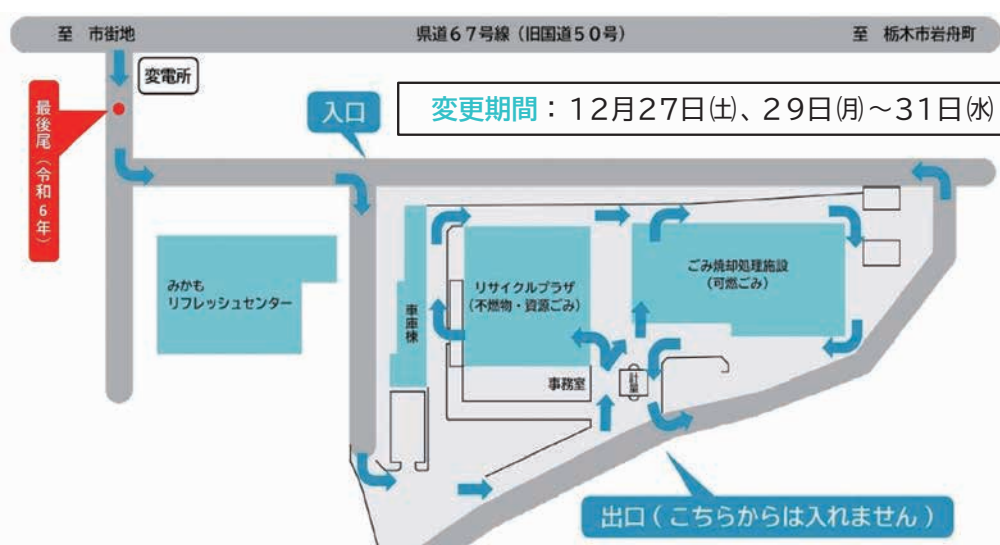 至 市街地
県道67号線（旧国道50号）
至 栃木市岩舟町
変電所
最後尾（令和6年）
入口
変更期間：12月27日㈯、29日㈪～31日㈬
みかも
リフレッシュセンター
車庫棟
リサイクルプラザ
（不燃物・資源ごみ）
ごみ焼却処理施設
（可燃ごみ）
事務室
計量
出口（こちらからは入れません）